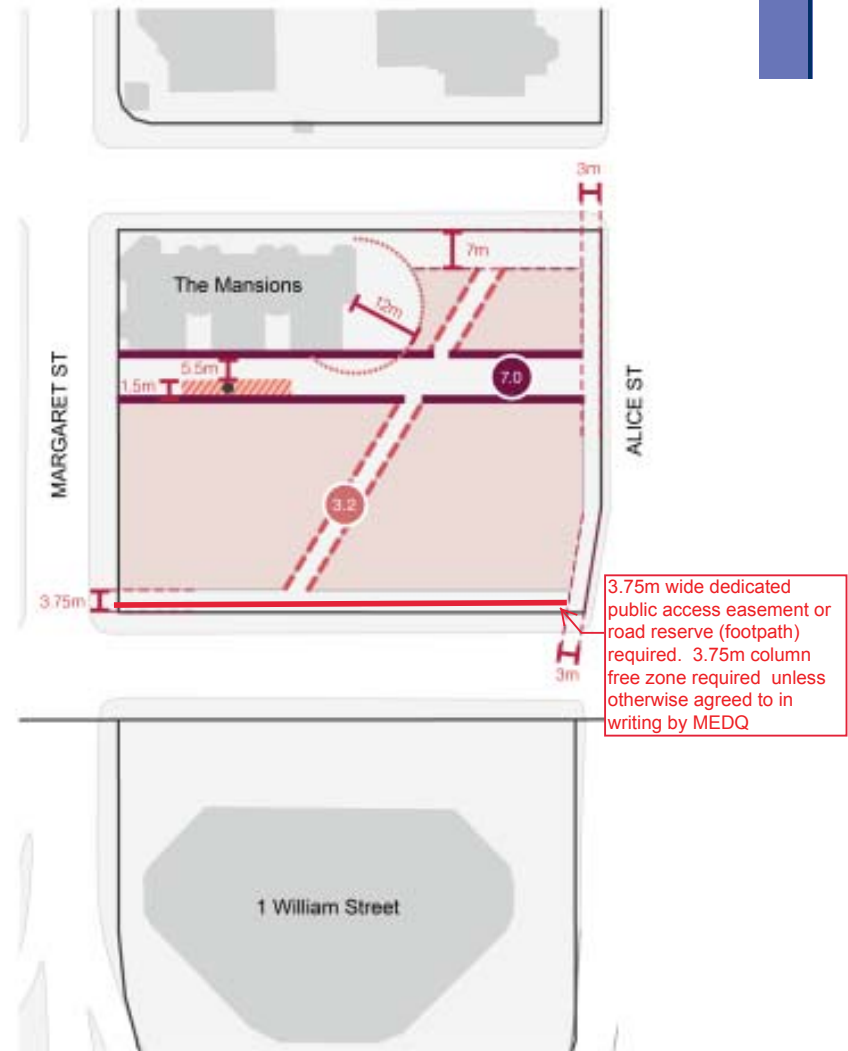 3m
7m
The Mansions
12m
5.5m
1.5m
7.0
MARGARET ST
ALICE ST
3.2
3.75m
3.75m wide dedicated
public access easement or
road reserve (footpath)
required. 3.75m column
free zone required unless
otherwise agreed to in
writing by MEDQ
3m
1 William Street